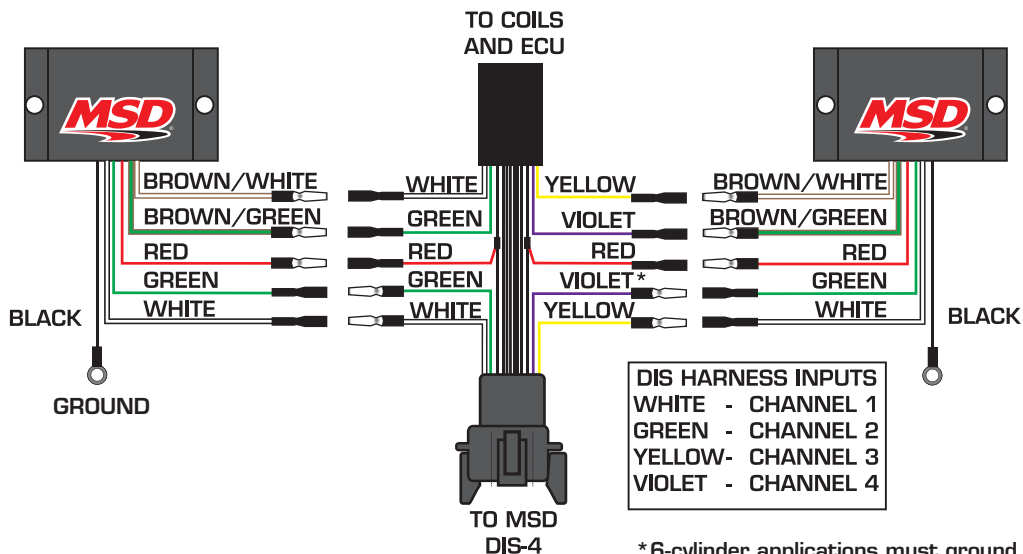 TO COILS
AND ECU
MSD
MSD
BROWN/WHITE
WHITE
YELLOW
BROWN/WHITE
BROWN/GREEN
GREEN
VIOLET
BROWN/GREEN
RED
RED
RED
RED
GREEN
GREEN
VIOLET*
GREEN
WHITE
WHITE
YELLOW
WHITE
BLACK
BLACK
GROUND
DIS HARNESS INPUTS
WHITE - CHANNEL 1
GREEN - CHANNEL 2
YELLOW- CHANNEL 3
VIOLET - CHANNEL 4
TO MSD
DIS-4
*6-cylinder applications must ground